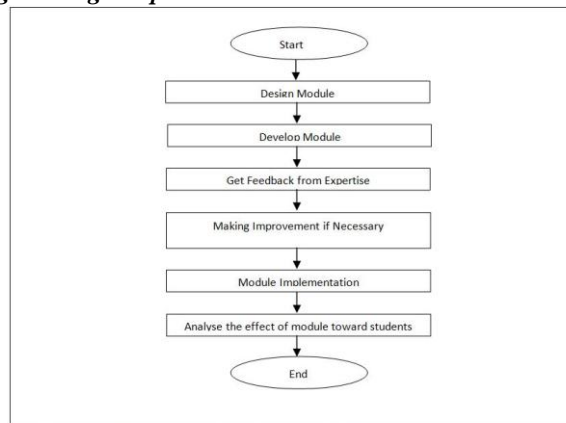 Start
Design Module
Develop Module
Get Feedback from Expertise
Making Improvement if Necessary
Module Implementation
Analyse the effect of module toward students
End